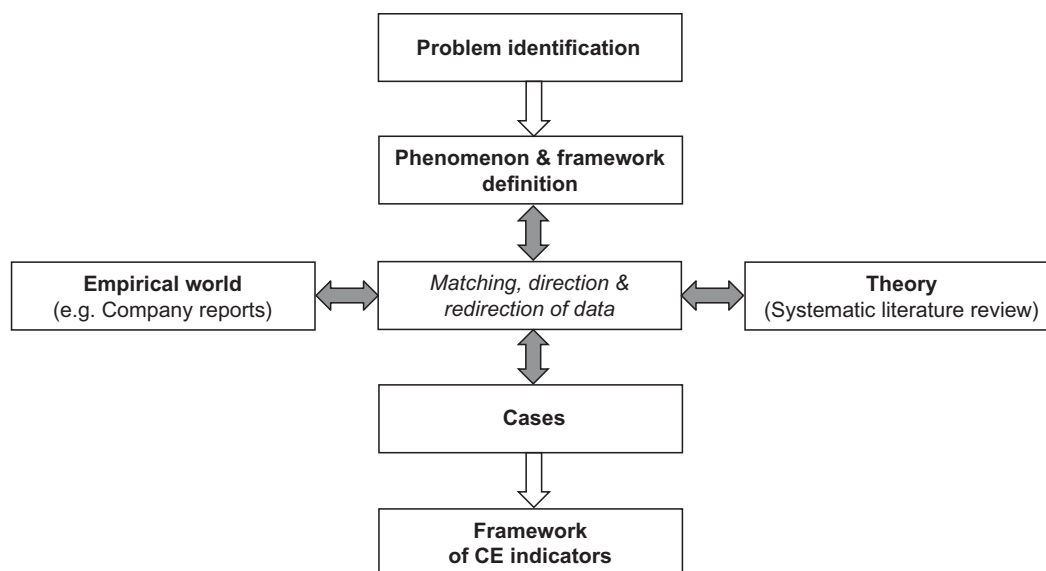 Problem identification
Phenomenon & framework
definition
Empirical world
(e.g. Company reports)
Matching, direction &
redirection of data
Theory
(Systematic literature review)
Cases
Framework
of CE indicators